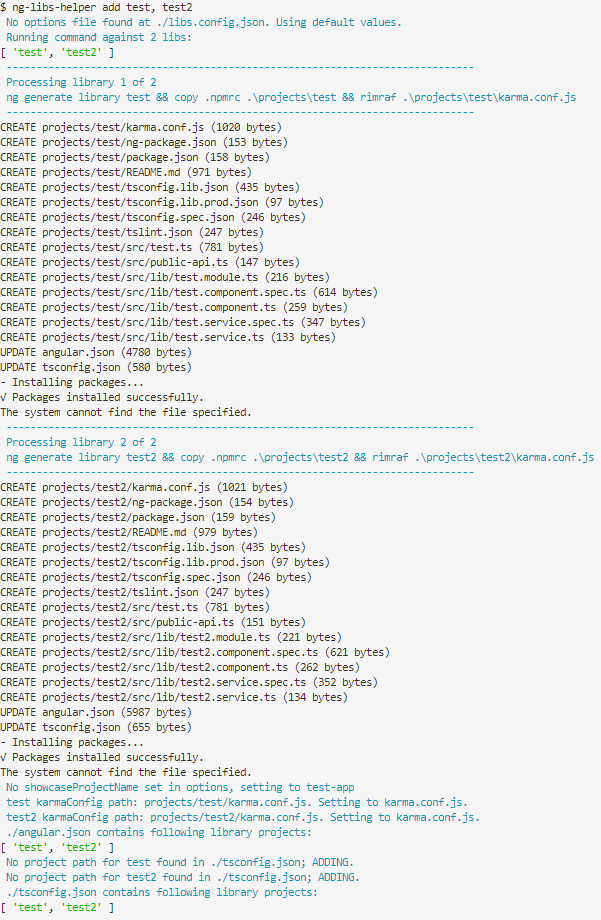 $ ng-libs-helper add test, test2
No options file found at ./libs.config.json. Using default values.
Running command against 2 libs:
[ 'test', 'test2' ]
------------------------------------------------------------------------------
Processing library 1 of 2
ng generate library test && copy .npmrc .\projects\test && rimraf .\projects\test\karma.conf.js
------------------------------------------------------------------------------
CREATE projects/test/karma.conf.js (1020 bytes)
CREATE projects/test/ng-package.json (153 bytes)
CREATE projects/test/package.json (158 bytes)
CREATE projects/test/README.md (971 bytes)
CREATE projects/test/tsconfig.lib.json (435 bytes)
CREATE projects/test/tsconfig.lib.prod.json (97 bytes)
CREATE projects/test/tsconfig.spec.json (246 bytes)
CREATE projects/test/tslint.json (247 bytes)
CREATE projects/test/src/test.ts (781 bytes)
CREATE projects/test/src/public-api.ts (147 bytes)
CREATE projects/test/src/lib/test.module.ts (216 bytes)
CREATE projects/test/src/lib/test.component.spec.ts (614 bytes)
CREATE projects/test/src/lib/test.component.ts (259 bytes)
CREATE projects/test/src/lib/test.service.spec.ts (347 bytes)
CREATE projects/test/src/lib/test.service.ts (133 bytes)
UPDATE angular.json (4780 bytes)
UPDATE tsconfig.json (580 bytes)
- Installing packages...
√ Packages installed successfully.
The system cannot find the file specified.
------------------------------------------------------------------------------
Processing library 2 of 2
ng generate library test2 && copy .npmrc .\projects\test2 && rimraf .\projects\test2\karma.conf.js
------------------------------------------------------------------------------
CREATE projects/test2/karma.conf.js (1021 bytes)
CREATE projects/test2/ng-package.json (154 bytes)
CREATE projects/test2/package.json (159 bytes)
CREATE projects/test2/README.md (979 bytes)
CREATE projects/test2/tsconfig.lib.json (435 bytes)
CREATE projects/test2/tsconfig.lib.prod.json (97 bytes)
CREATE projects/test2/tsconfig.spec.json (246 bytes)
CREATE projects/test2/tslint.json (247 bytes)
CREATE projects/test2/src/test.ts (781 bytes)
CREATE projects/test2/src/public-api.ts (151 bytes)
CREATE projects/test2/src/lib/test2.module.ts (221 bytes)
CREATE projects/test2/src/lib/test2.component.spec.ts (621 bytes)
CREATE projects/test2/src/lib/test2.component.ts (262 bytes)
CREATE projects/test2/src/lib/test2.service.spec.ts (352 bytes)
CREATE projects/test2/src/lib/test2.service.ts (134 bytes)
UPDATE angular.json (5987 bytes)
UPDATE tsconfig.json (655 bytes)
- Installing packages...
√ Packages installed successfully.
The system cannot find the file specified.
No showcaseProjectName set in options, setting to test-app
test karmaConfig path: projects/test/karma.conf.js. Setting to karma.conf.js.
test2 karmaConfig path: projects/test2/karma.conf.js. Setting to karma.conf.js.
./angular.json contains following library projects:
[ 'test', 'test2' ]
No project path for test found in ./tsconfig.json; ADDING.
No project path for test2 found in ./tsconfig.json; ADDING.
./tsconfig.json contains following library projects:
[ 'test', 'test2' ]